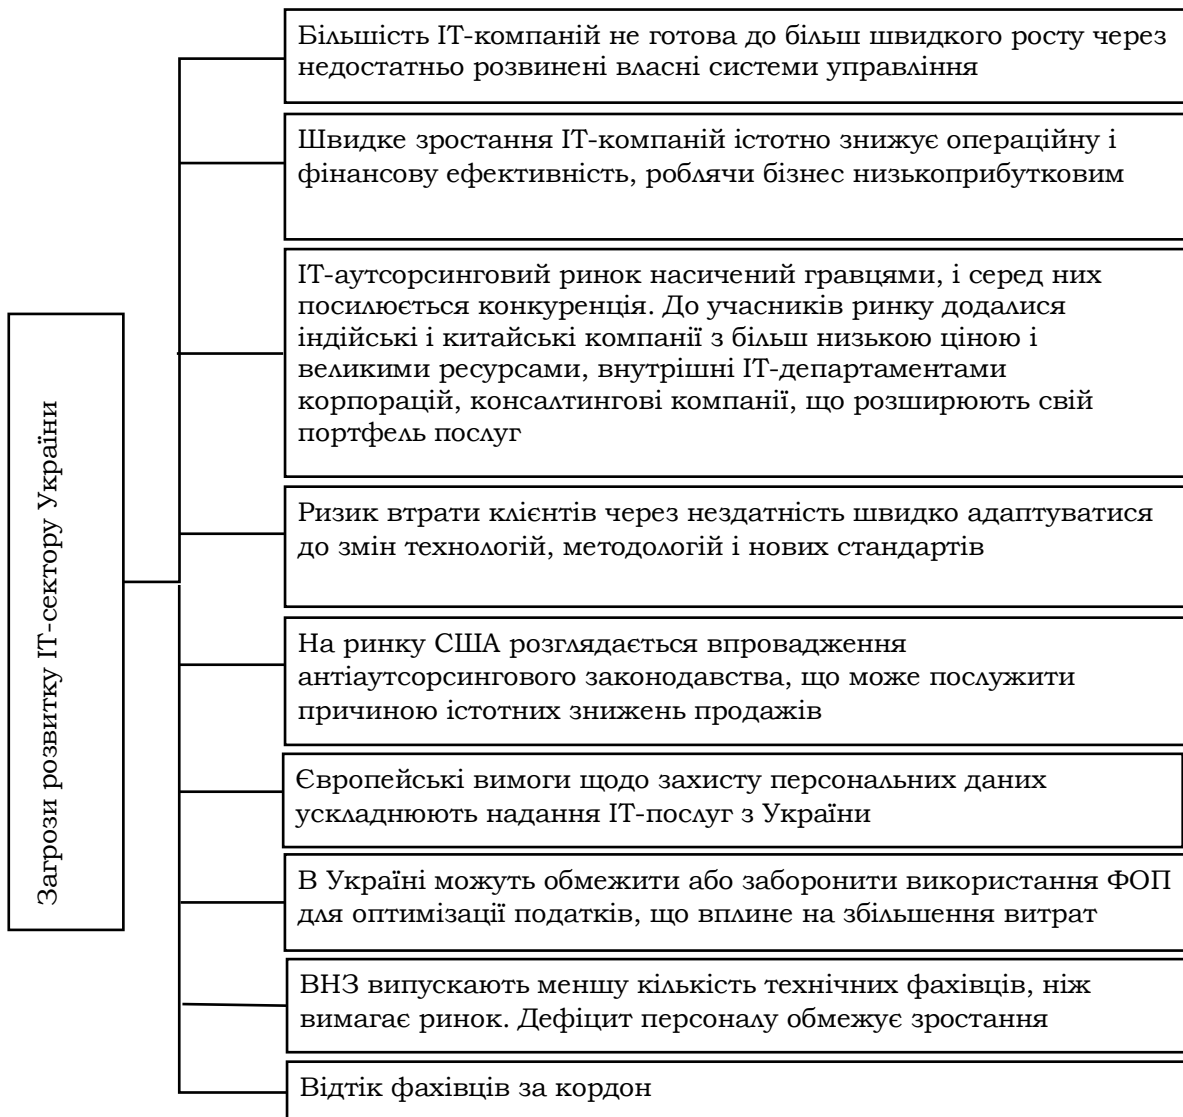 Загрози розвитку ІТ-сектору України
Більшість ІТ-компаній не готова до більш швидкого росту через
недостатньо розвинені власні системи управління
Швидке зростання ІТ-компаній істотно знижує операційну і
фінансову ефективність, роблячи бізнес низькоприбутковим
ІТ-аутсорсинговий ринок насичений гравцями, і серед них
посилюється конкуренція. До учасників ринку додалися
індійські і китайські компанії з більш низькою ціною і
великими ресурсами, внутрішні ІТ-департаментами
корпорацій, консалтингові компанії, що розширюють свій
портфель послуг
Ризик втрати клієнтів через нездатність швидко адаптуватися
до змін технологій, методологій і нових стандартів
На ринку США розглядається впровадження
антіаутсорсингового законодавства, що може послужити
причиною істотних знижень продажів
Європейські вимоги щодо захисту персональних даних
ускладнюють надання ІТ-послуг з України
В Україні можуть обмежити або заборонити використання ФОП
для оптимізації податків, що вплине на збільшення витрат
ВНЗ випускають меншу кількість технічних фахівців, ніж
вимагає ринок. Дефіцит персоналу обмежує зростання
Відтік фахівців за кордон